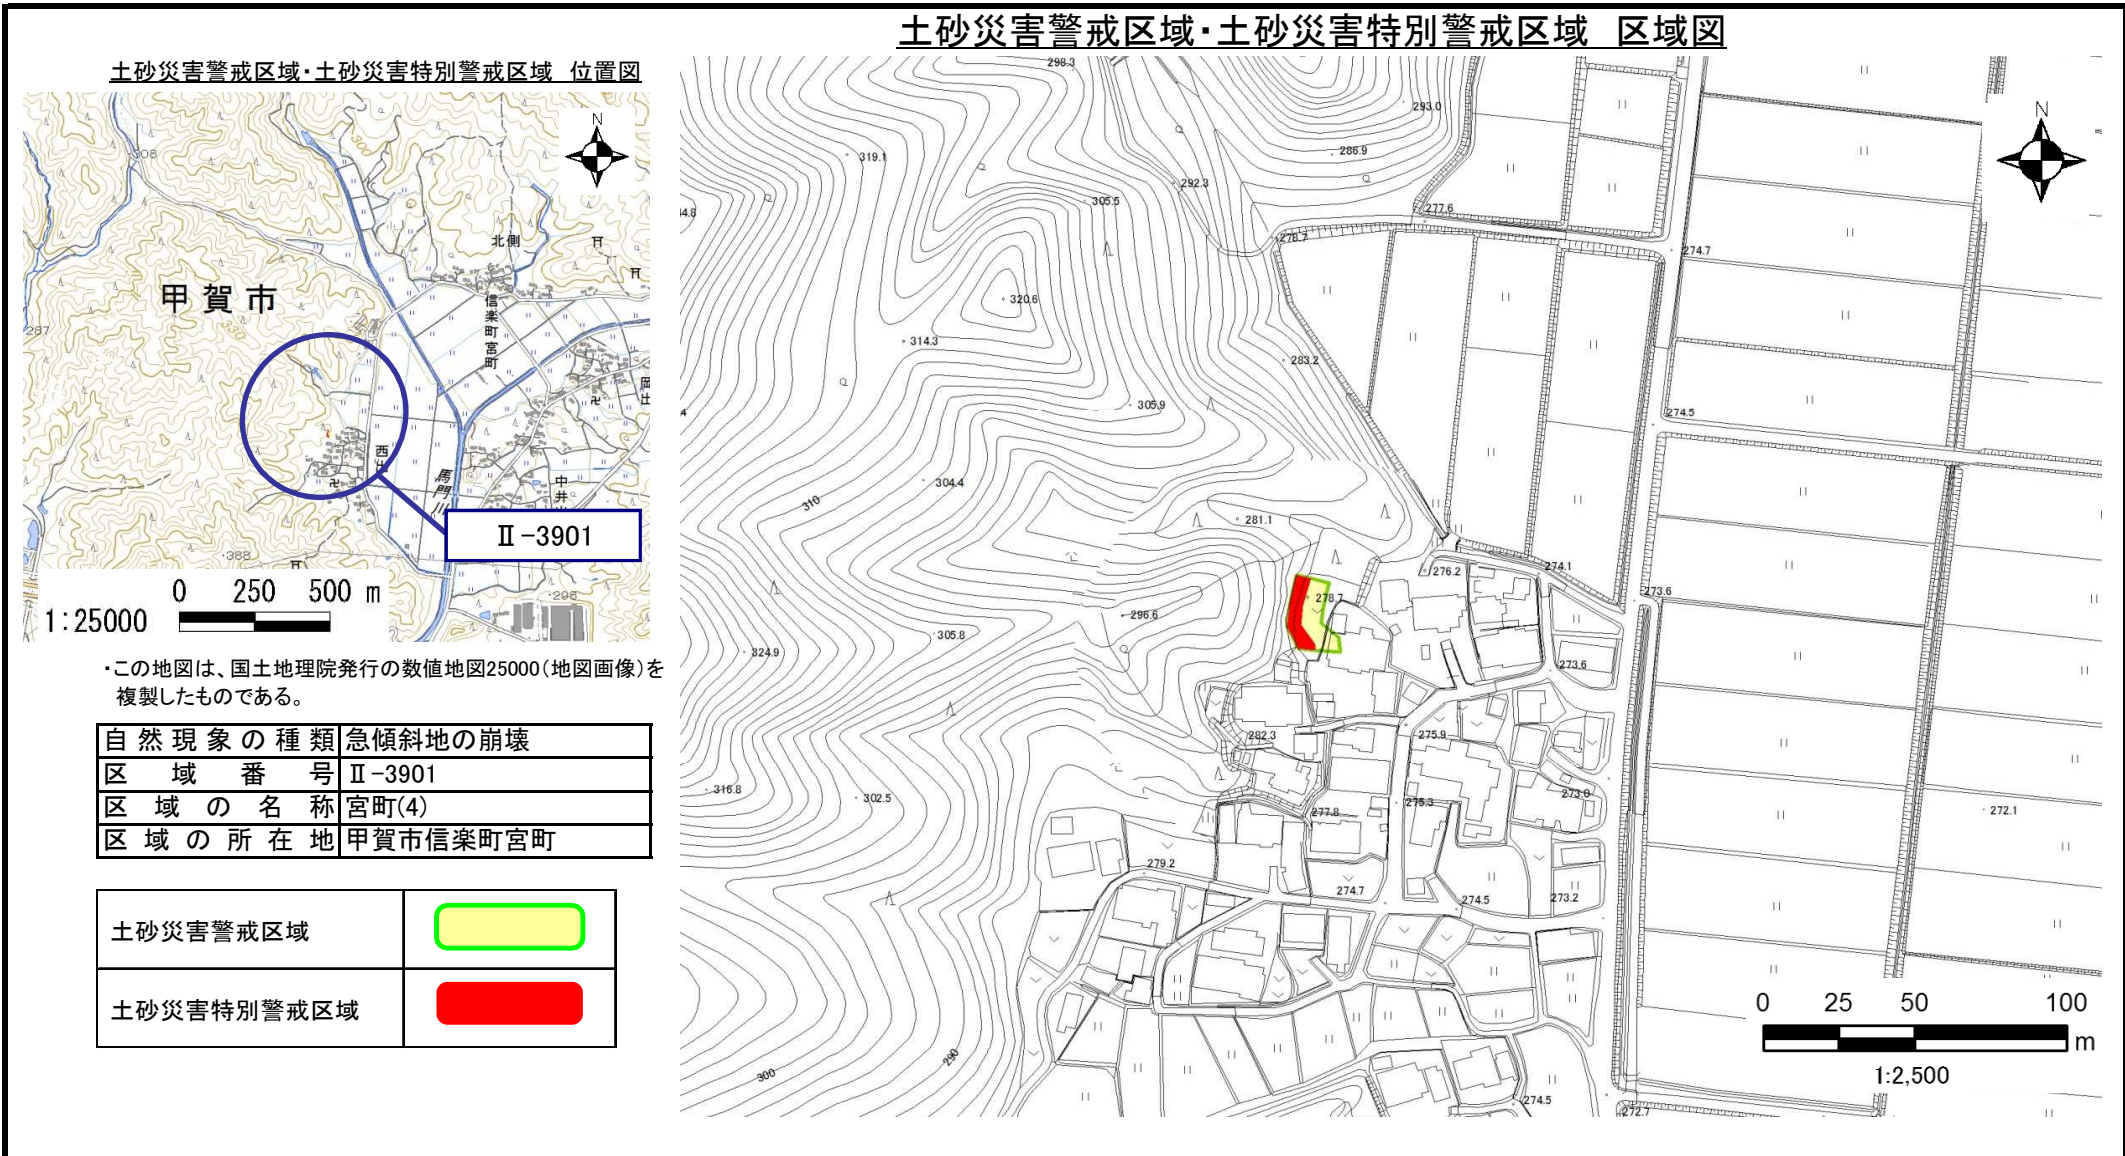 土砂災害警戒区域・土砂災害特別警戒区域　区域図
土砂災害警戒区域・土砂災害特別警戒区域　位置図
N
308
300
北側
甲賀市
信楽町宮町
330
287
西出
馬門川
中井出
Ⅱ-3901
388
298
0 250 500 m
1:25000
・この地図は、国土地理院発行の数値地図25000(地図画像)を
複製したものである。
自然現象の種類 急傾斜地の崩壊
区域番号 Ⅱ-3901
区域の名称 宮町(4)
区域の所在地 甲賀市信楽町宮町
土砂災害警戒区域
土砂災害特別警戒区域
N
298.3
293.0
319.1
286.9
292.3
305.5
277.6
278.7
274.7
320.6
314.3
283.2
305.9
274.5
304.4
310
281.1
276.2
274.1
278.7
273.6
296.6
305.8
324.9
273.6
282.3
275.9
316.8
302.5
277.8
275.3
273.0
272.1
279.2
274.7
274.5
273.2
290
300
274.5
272.7
0 25 50 100
m
1:2,500